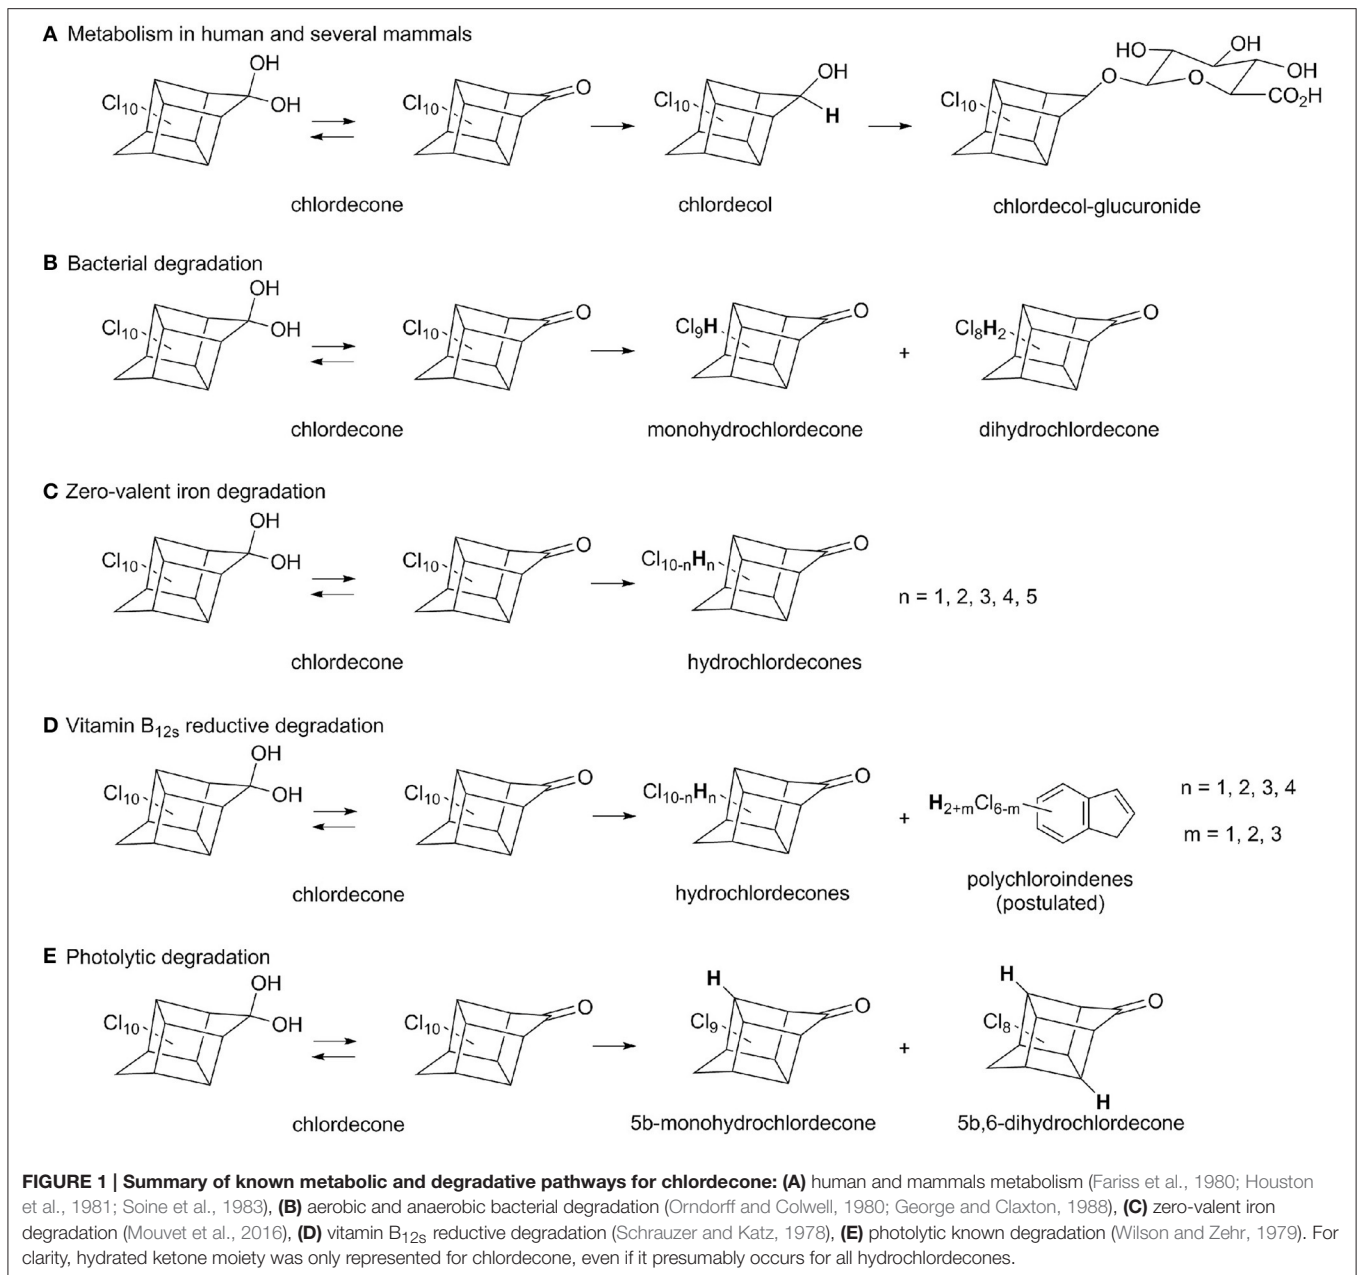 A Metabolism in human and several mammals
OH
Cl10
OH
Cl10
O
Cl10
OH
H
Cl10
O
HO
OH
O
OH
CO2H
chlordecone
chlordecol
chlordecol-glucuronide
B Bacterial degradation
OH
Cl10
OH
Cl10
O
Cl9H
O
+
Cl8H2
O
chlordecone
monohydrochlordecone
dihydrochlordecone
C Zero-valent iron degradation
OH
Cl10
OH
Cl10
O
Cl10-nHn
O
n = 1, 2, 3, 4, 5
chlordecone
hydrochlordecones
D Vitamin B12s reductive degradation
OH
Cl10
OH
Cl10
O
Cl10-nHn
O
+
H2+mCl6-m
n = 1, 2, 3, 4
m = 1, 2, 3
chlordecone
hydrochlordecones
polychloroindenes
(postulated)
E Photolytic degradation
OH
Cl10
OH
Cl10
O
H
Cl9
O
+
H
Cl8
O
H
chlordecone
5b-monohydrochlordecone
5b,6-dihydrochlordecone
FIGURE 1 | Summary of known metabolic and degradative pathways for chlordecone: (A) human and mammals metabolism (Fariss et al., 1980; Houston
et al., 1981; Soine et al., 1983), (B) aerobic and anaerobic bacterial degradation (Orndorff and Colwell, 1980; George and Claxton, 1988), (C) zero-valent iron
degradation (Mouvet et al., 2016), (D) vitamin B12s reductive degradation (Schrauzer and Katz, 1978), (E) photolytic known degradation (Wilson and Zehr, 1979). For
clarity, hydrated ketone moiety was only represented for chlordecone, even if it presumably occurs for all hydrochlordecones.